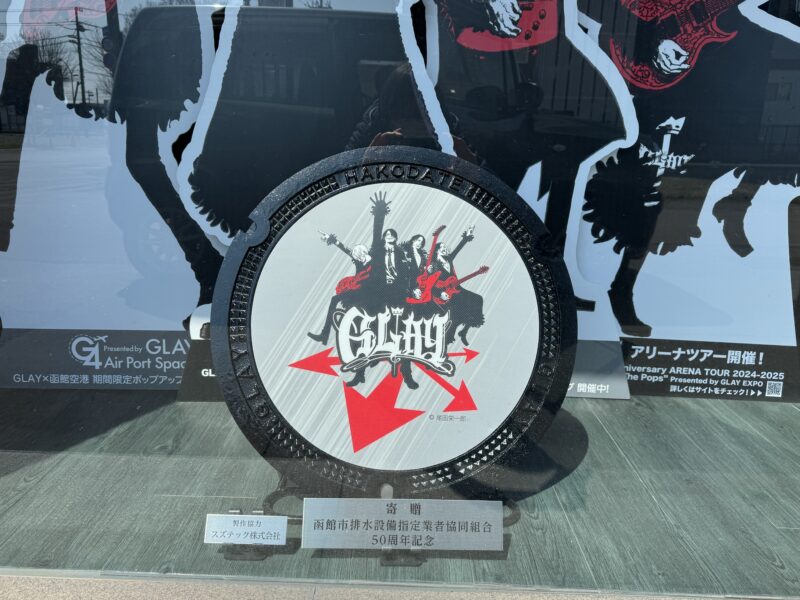 HAKODATE
GLAY
GLAY
© 尾田栄一郎
G4 Presented by GLAY
Air Port Spac
GLAY×函館空港 期間限定ポップアップ
開催中!
アリーナツアー開催!
niversary ARENA TOUR 2024-2025
he Pops" Presented by GLAY EXPO
詳しくはサイトをチェック!▶▶
製作協力
スズテック株式会社
寄贈
函館市排水設備指定業者協同組合
50周年記念